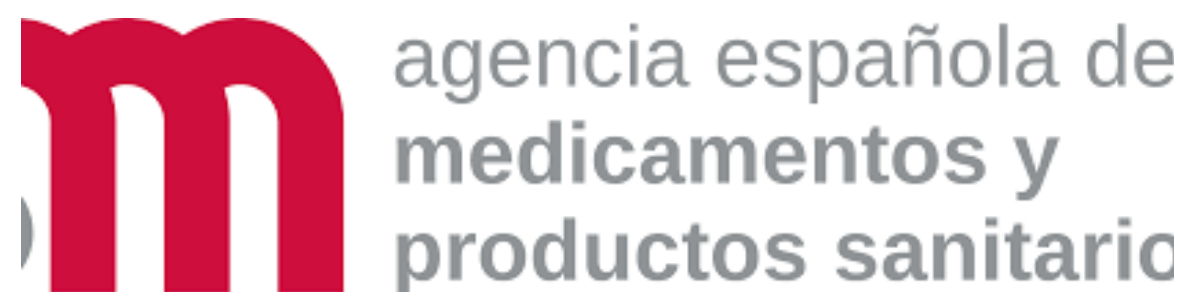 m
agencia española de
medicamentos y
productos sanitario